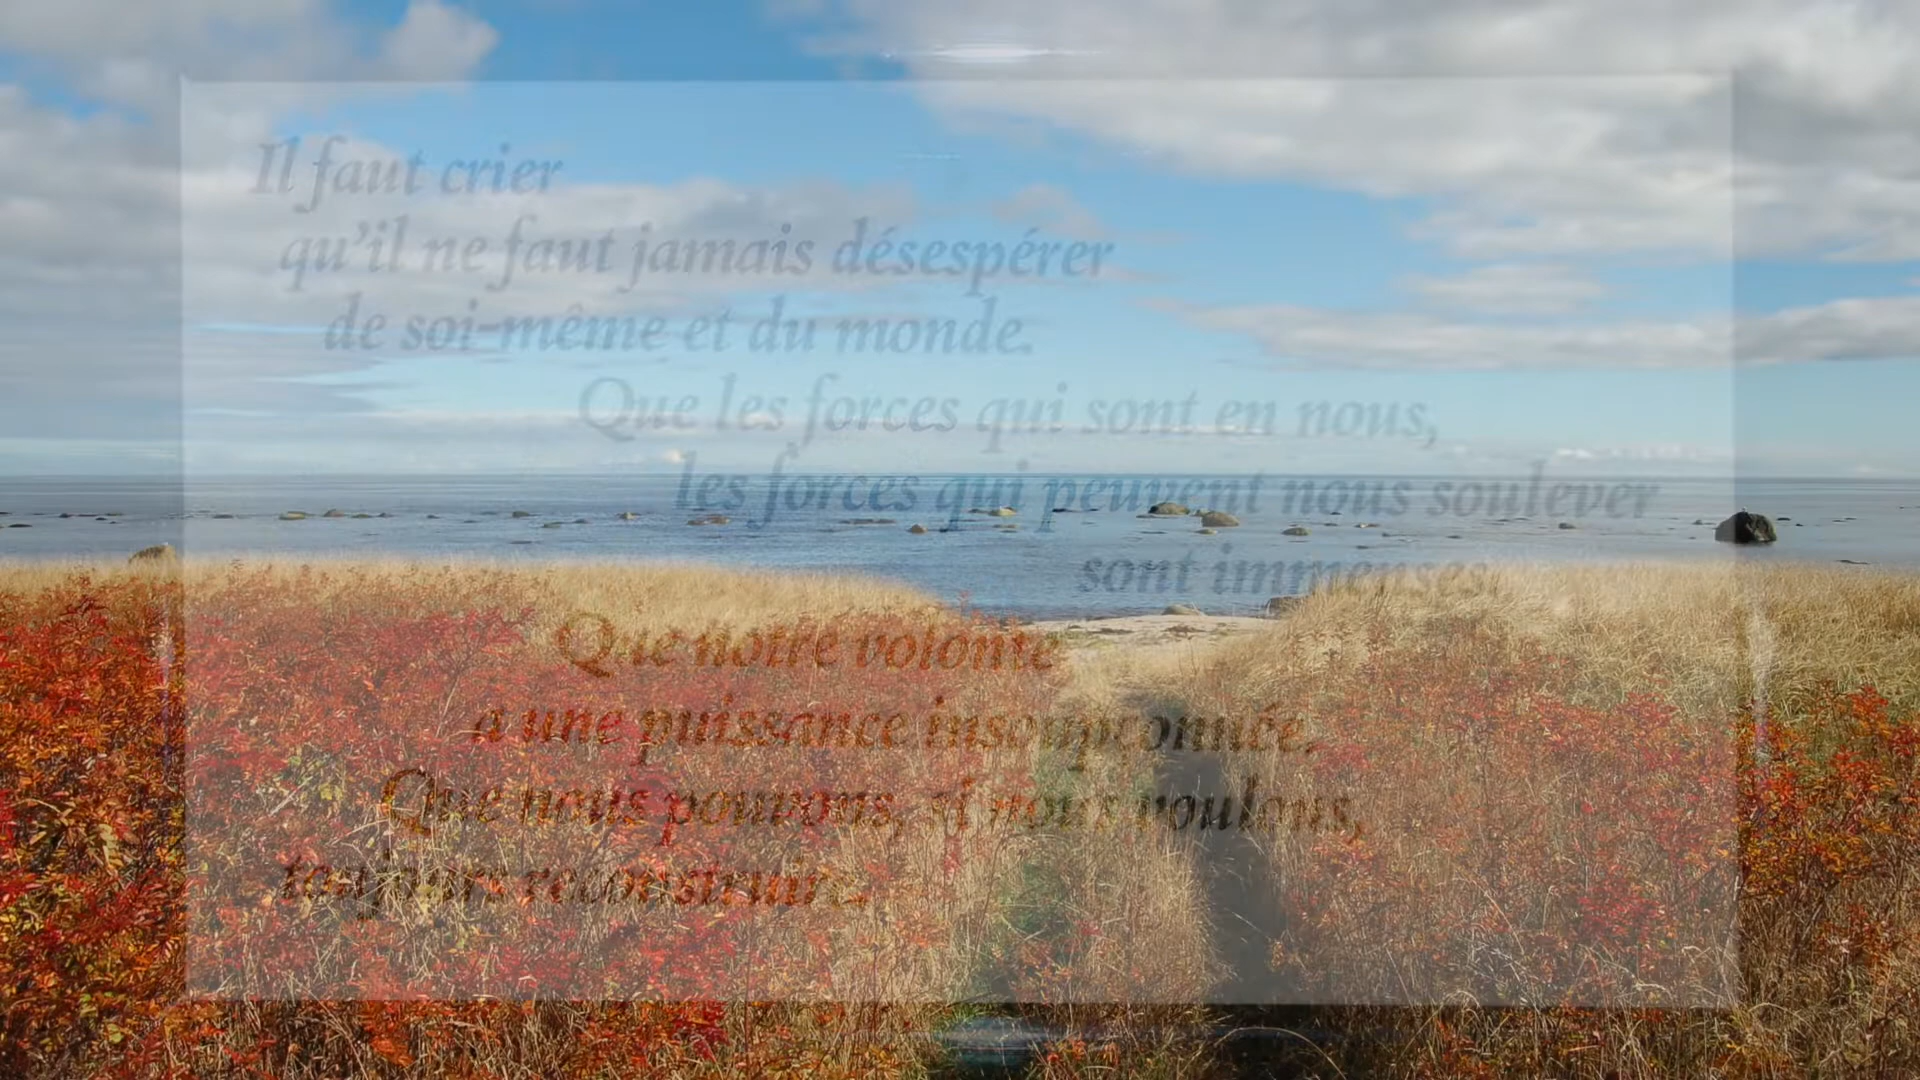 Il faut crier
qu'il ne faut jamais désespérer
de soi-même et du monde.
Que les forces qui sont en nous,
les forces qui peuvent nous soulever
sont immenses.
Que notre volonté
a une puissance insoupçonnée.
Que nous pouvons, si nous voulons,
toujours reconstruire.